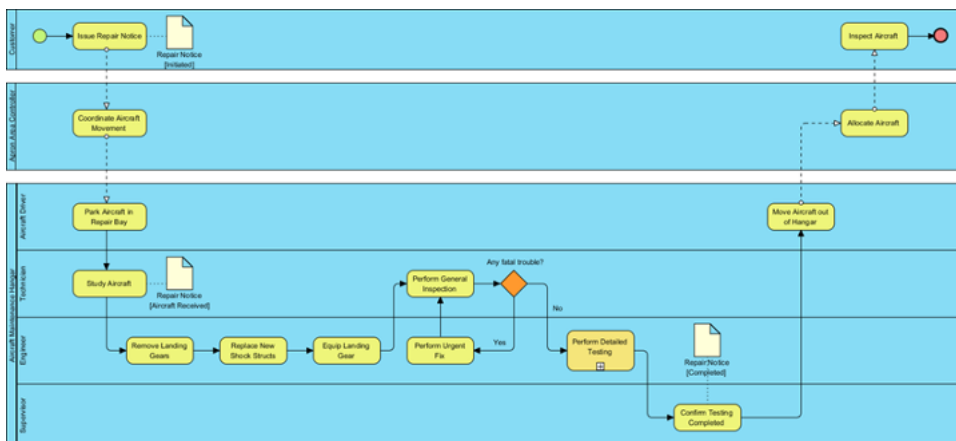 Customer
Issue Repair Notice
Repair Notice
[Initiated]
Inspect Aircraft
Apron Area Controller
Coordinate Aircraft
Movement
Allocate Aircraft
Aircraft Maintenance Hangar
Aircraft Driver
Park Aircraft in
Repair Bay
Move Aircraft out
of Hangar
Technician
Study Aircraft
Repair Notice
[Aircraft Received]
Perform General
Inspection
Any fatal trouble?
No
Yes
Engineer
Remove Landing
Gears
Replace New
Shock Structs
Equip Landing
Gear
Perform Urgent
Fix
Perform Detailed
Testing
Repair Notice
[Completed]
Supervisor
Confirm Testing
Completed